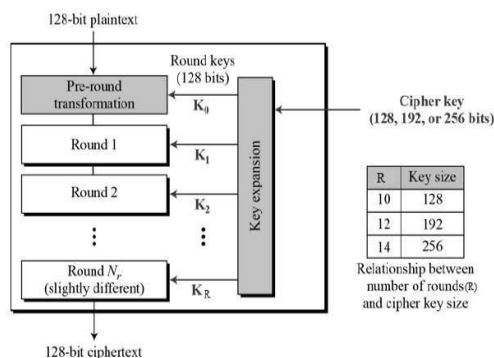 128-bit plaintext
Round keys
(128 bits)
Pre-round
transformation
K₀
Cipher key
(128, 192, or 256 bits)
Round 1
K₁
Round 2
K₂
Key expansion
Round Nᵣ
(slightly different)
K_R
128-bit ciphertext
R Key size
10 128
12 192
14 256
Relationship between
number of rounds(R)
and cipher key size